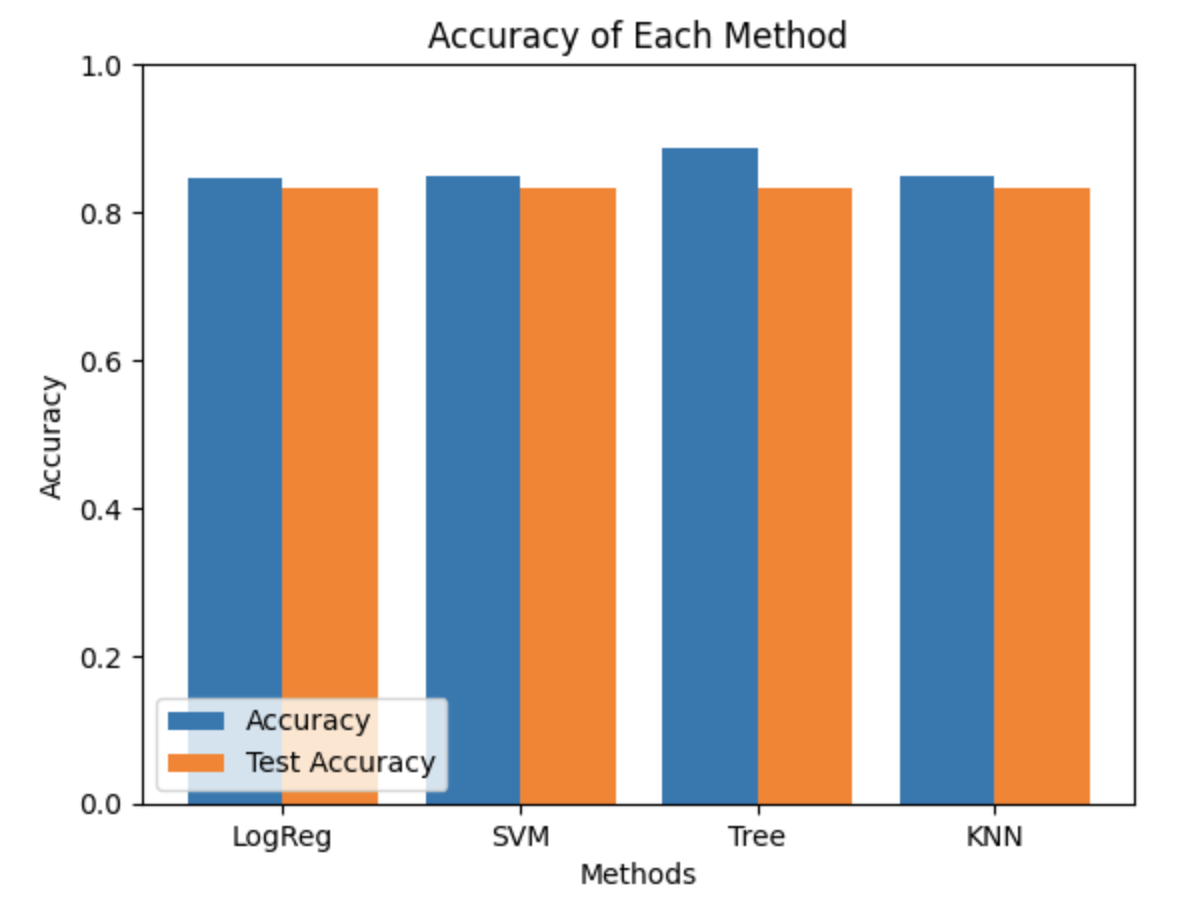 Accuracy of Each Method
1.0
0.8
0.6
0.4
0.2
0.0
Accuracy
Accuracy
Test Accuracy
LogReg SVM Tree KNN
Methods